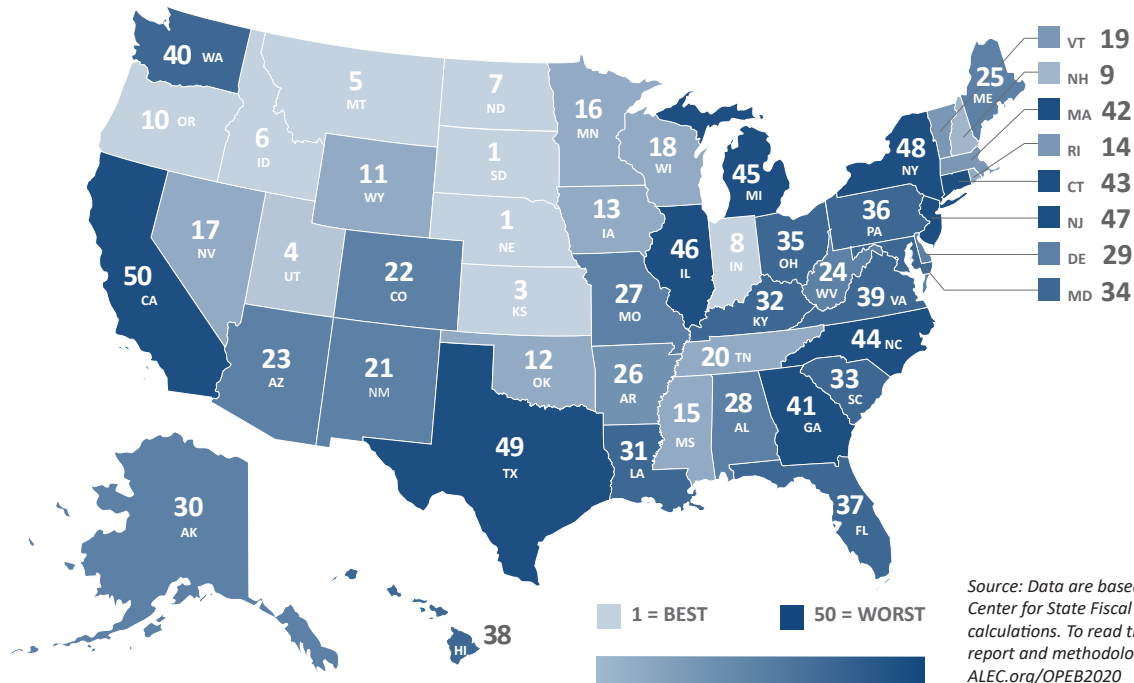 40 WA
5
MT
7
ND
16
MN
10 OR
6
ID
1
SD
18
WI
11
WY
45
MI
48
NY
25
ME
VT 19
NH 9
MA 42
RI 14
CT 43
NJ 47
DE 29
MD 34
17
NV
4
UT
1
NE
13
IA
36
PA
50
CA
22
CO
46
IL
8
IN
35
OH
24
WV
3
KS
27
MO
32
KY
39 VA
44 NC
23
AZ
21
NM
12
OK
26
AR
20 TN
33
SC
15
MS
28
AL
41
GA
49
TX
31
LA
37
FL
30
AK
38
HI
1 = BEST
50 = WORST
Source: Data are based
Center for State Fiscal
calculations. To read th
report and methodolo
ALEC.org/OPEB2020